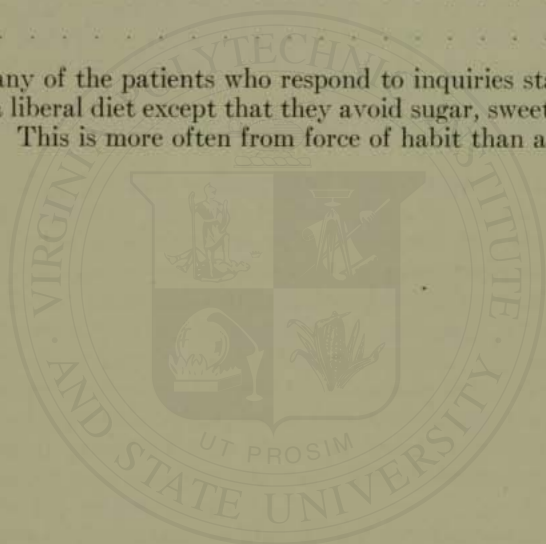 any of the patients who respond to inquiries sta
liberal diet except that they avoid sugar, sweet
This is more often from force of habit than a
VIRGINIA POLYTECHNIC INSTITUTE
AND STATE UNIVERSITY
UT PROSIM